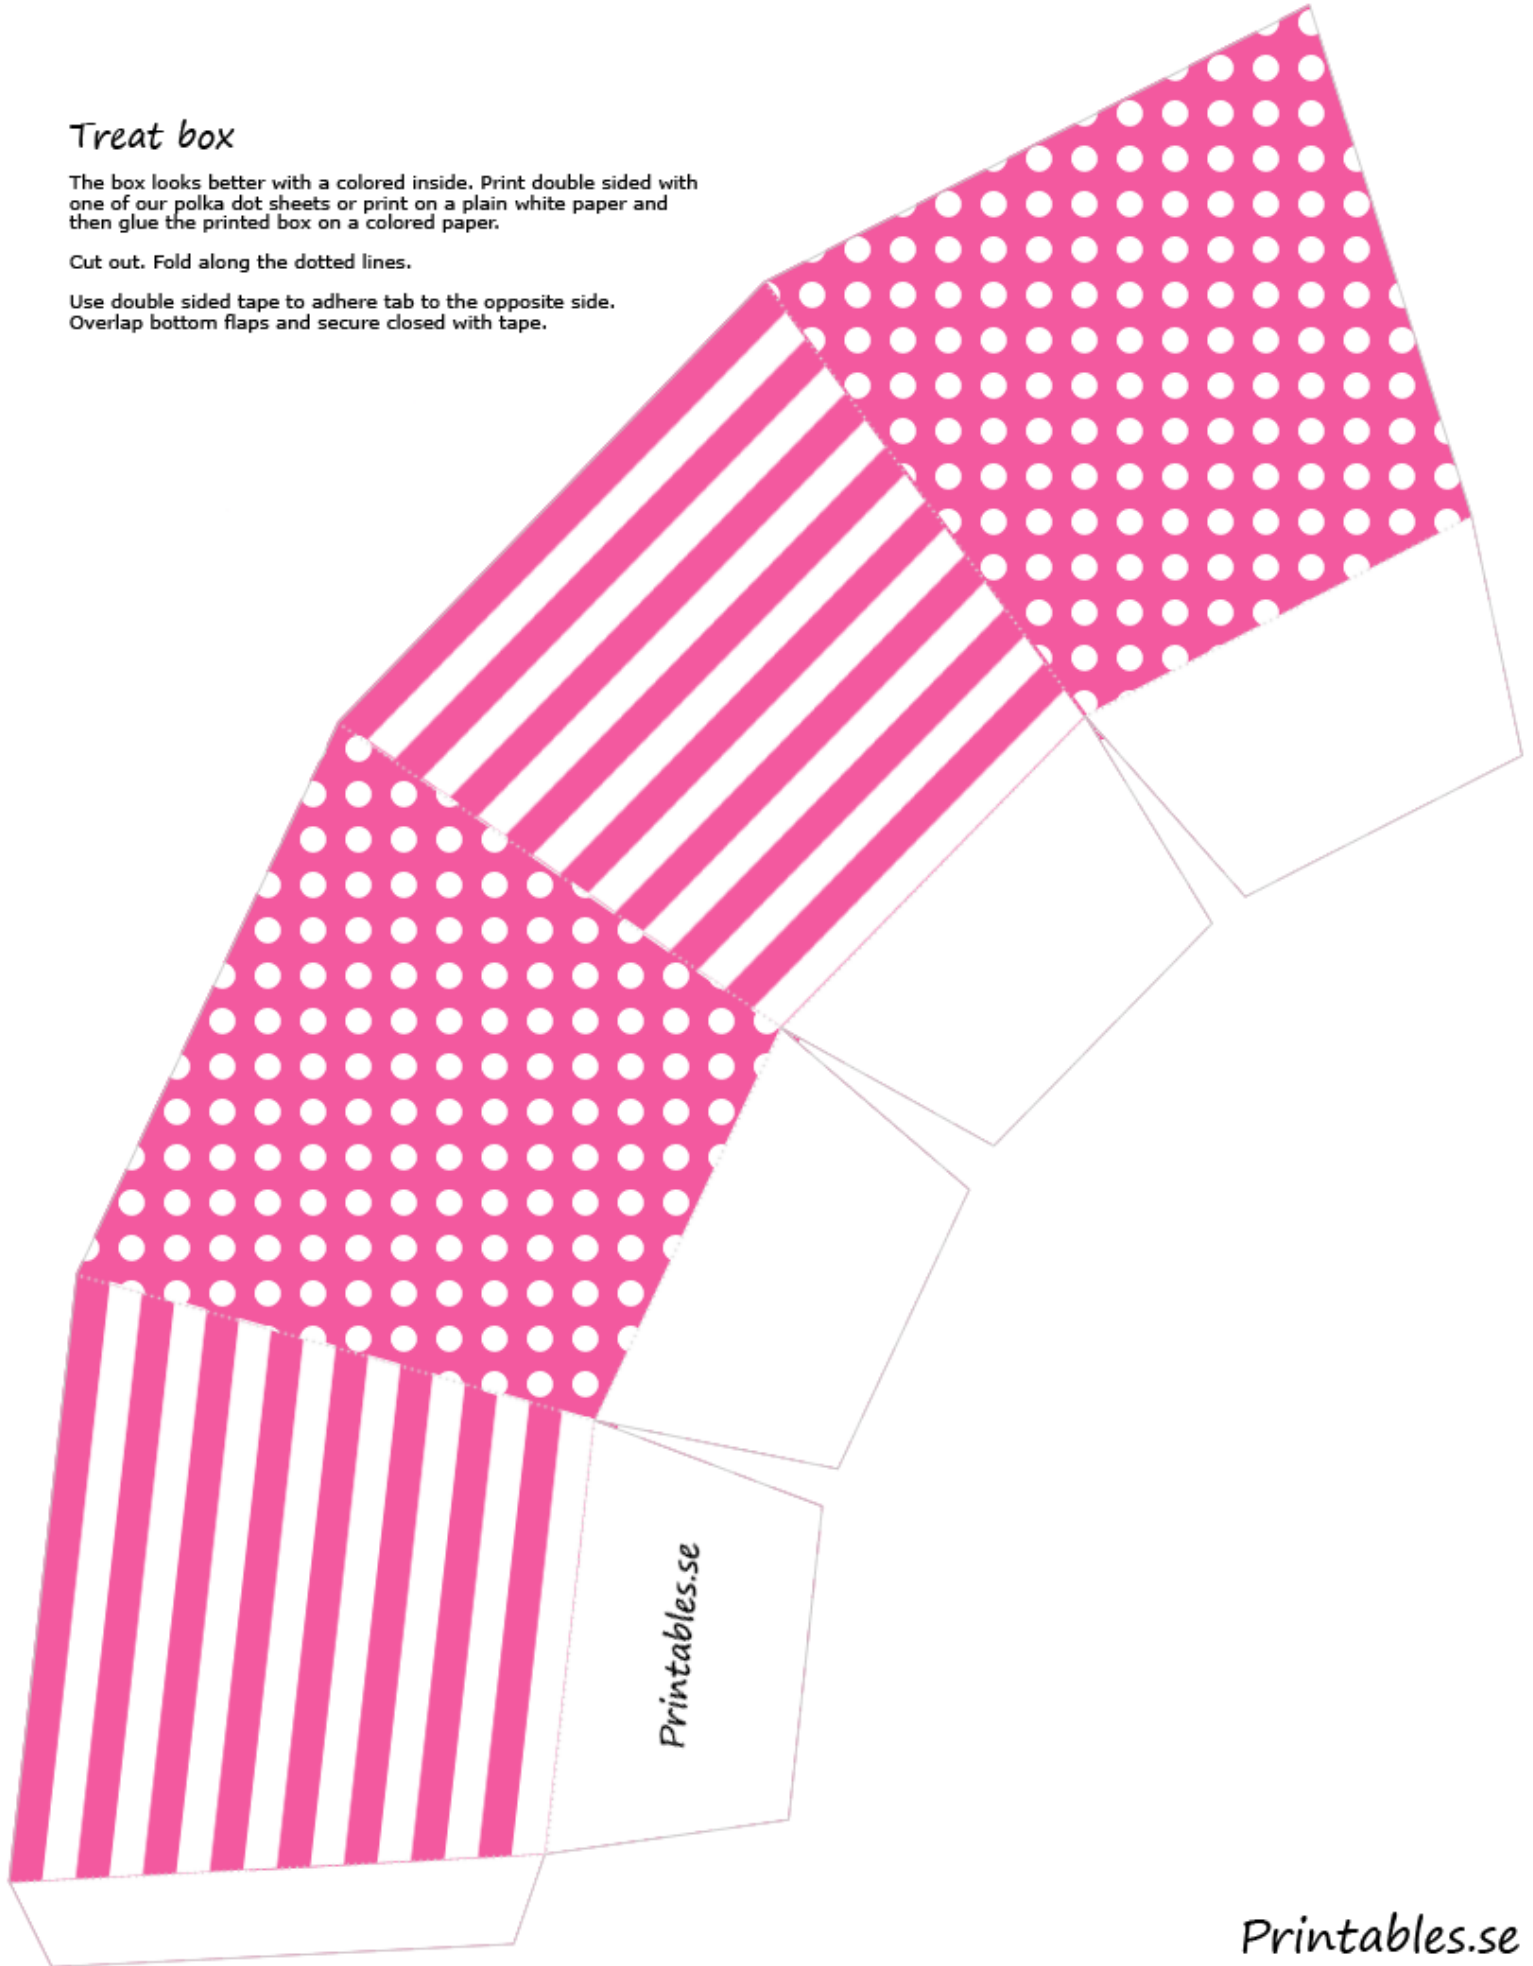 Treat box
The box looks better with a colored inside. Print double sided with
one of our polka dot sheets or print on a plain white paper and
then glue the printed box on a colored paper.
Cut out. Fold along the dotted lines.
Use double sided tape to adhere tab to the opposite side.
Overlap bottom flaps and secure closed with tape.
Printables.se
Printables.se